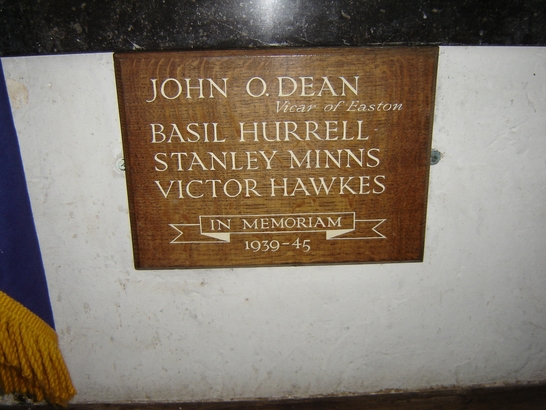 JOHN O. DEAN
Vicar of Easton
BASIL HURRELL
STANLEY MINNS
VICTOR HAWKES
IN MEMORIAM
1939-45